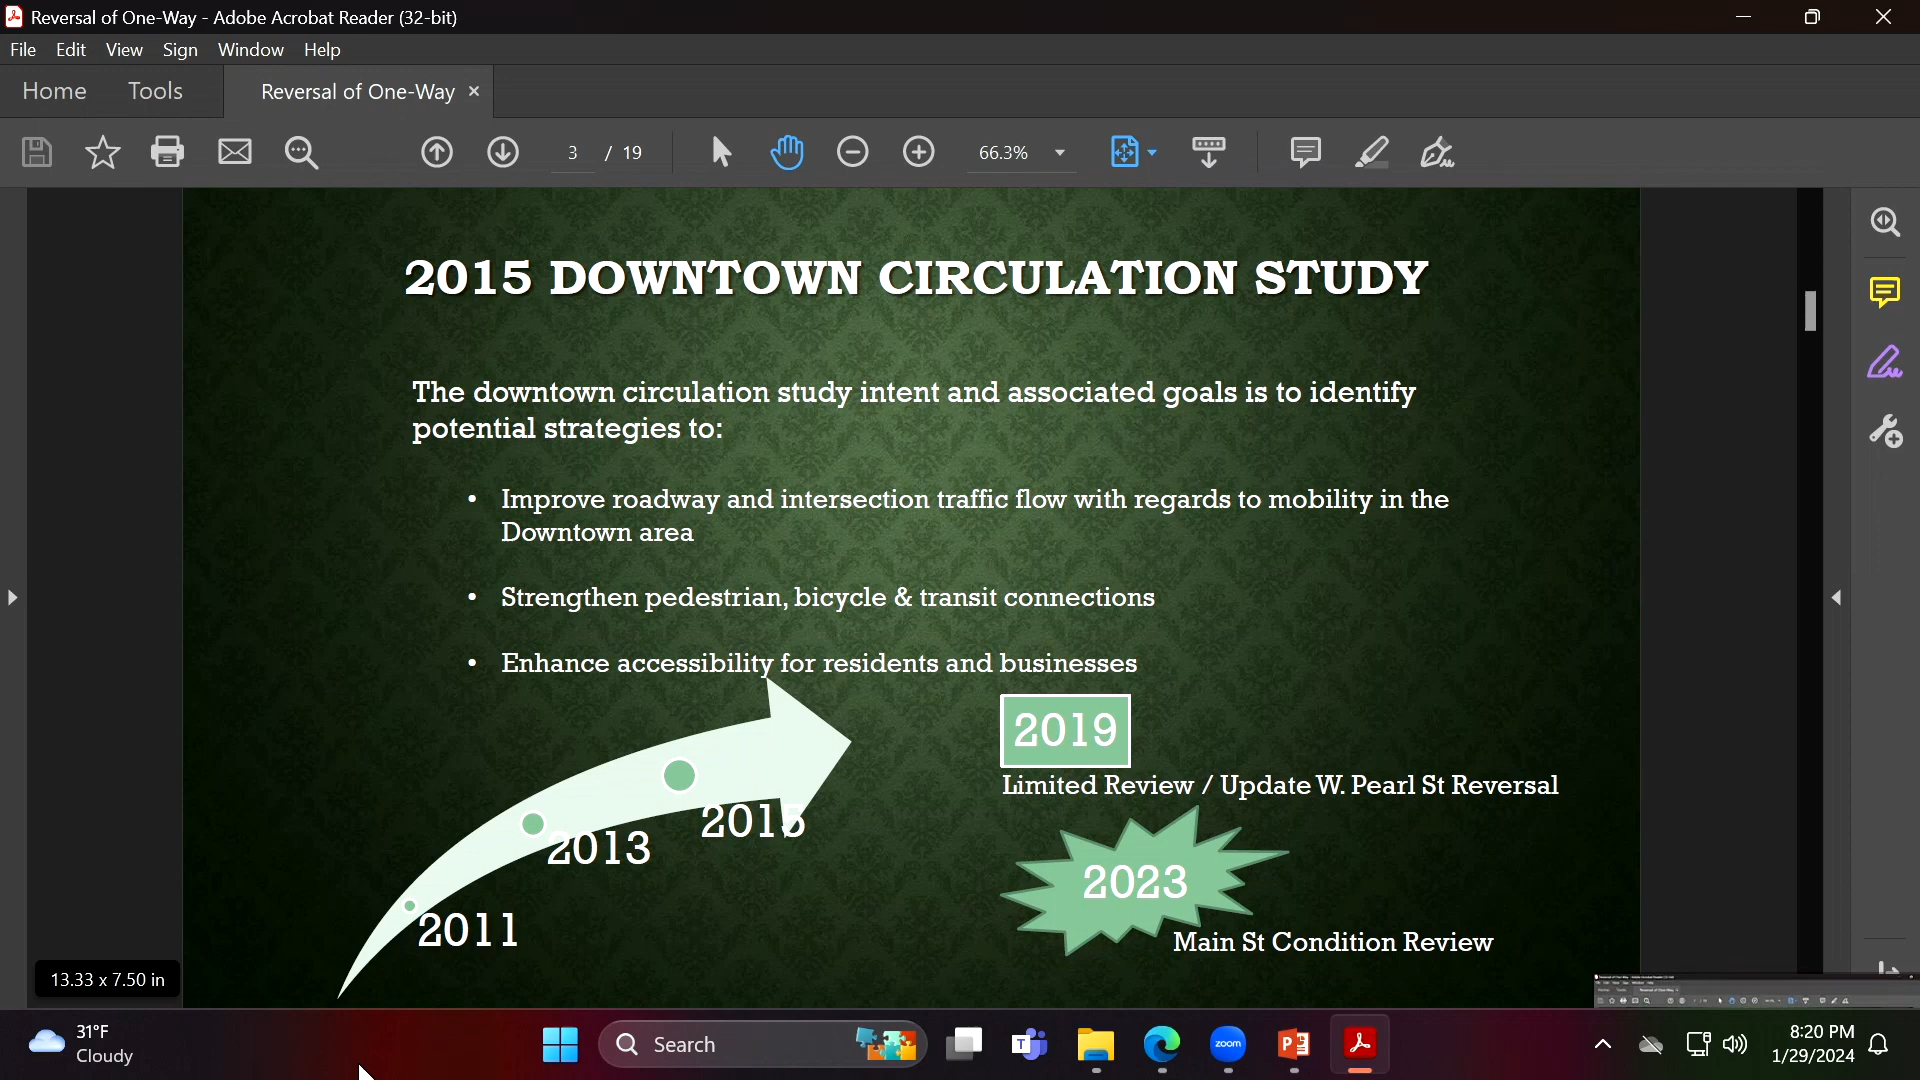 Reversal of One-Way - Adobe Acrobat Reader (32-bit)
File Edit View Sign Window Help
Home Tools Reversal of One-Way ×
3 / 19 66.3%
2015 DOWNTOWN CIRCULATION STUDY
The downtown circulation study intent and associated goals is to identify
potential strategies to:
• Improve roadway and intersection traffic flow with regards to mobility in the
Downtown area
• Strengthen pedestrian, bicycle & transit connections
• Enhance accessibility for residents and businesses
2019
Limited Review / Update W. Pearl St Reversal
2015
2013
2011
2023
Main St Condition Review
13.33 x 7.50 in
31°F
Cloudy
Search
zoom
8:20 PM
1/29/2024